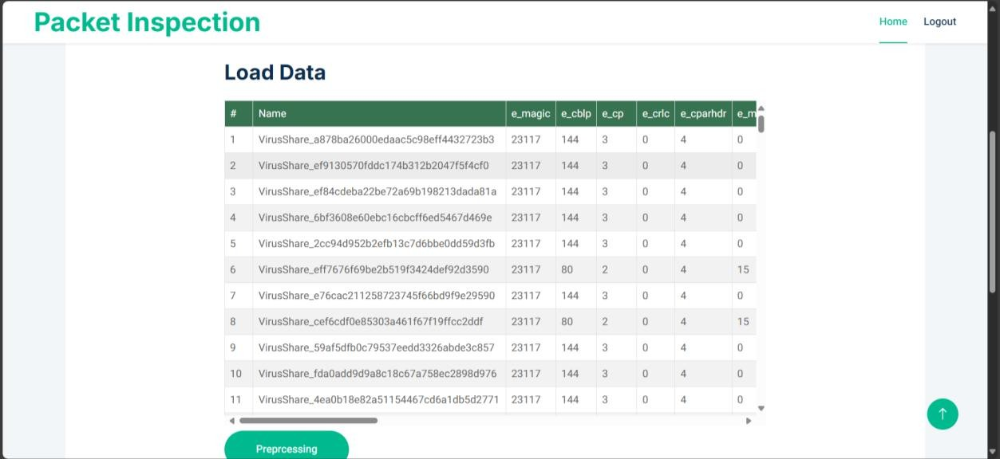 Packet Inspection Home Logout
Load Data
# Name e_magic e_cblp e_cp e_crlc e_cparhdr e_m
1 VirusShare_a878ba26000edaac5c98eff4432723b3 23117 144 3 0 4 0
2 VirusShare_ef9130570fddc174b312b2047f5f4cf0 23117 144 3 0 4 0
3 VirusShare_ef84cdeba22be72a69b198213dada81a 23117 144 3 0 4 0
4 VirusShare_6bf3608e60ebc16cbcff6ed5467d469e 23117 144 3 0 4 0
5 VirusShare_2cc94d952b2efb13c7d6bbe0dd59d3fb 23117 144 3 0 4 0
6 VirusShare_eff7676f69be2b519f3424def92d3590 23117 80 2 0 4 15
7 VirusShare_e76cac211258723745f66bd9f9e29590 23117 144 3 0 4 0
8 VirusShare_cef6cdf0e85303a461f67f19ffcc2ddf 23117 80 2 0 4 15
9 VirusShare_59af5dfb0c79537eedd3326abde3c857 23117 144 3 0 4 0
10 VirusShare_fda0add9d9a8c18c67a758ec2898d976 23117 144 3 0 4 0
11 VirusShare_4ea0b18e82a51154467cd6a1db5d2771 23117 144 3 0 4 0
Preprcessing